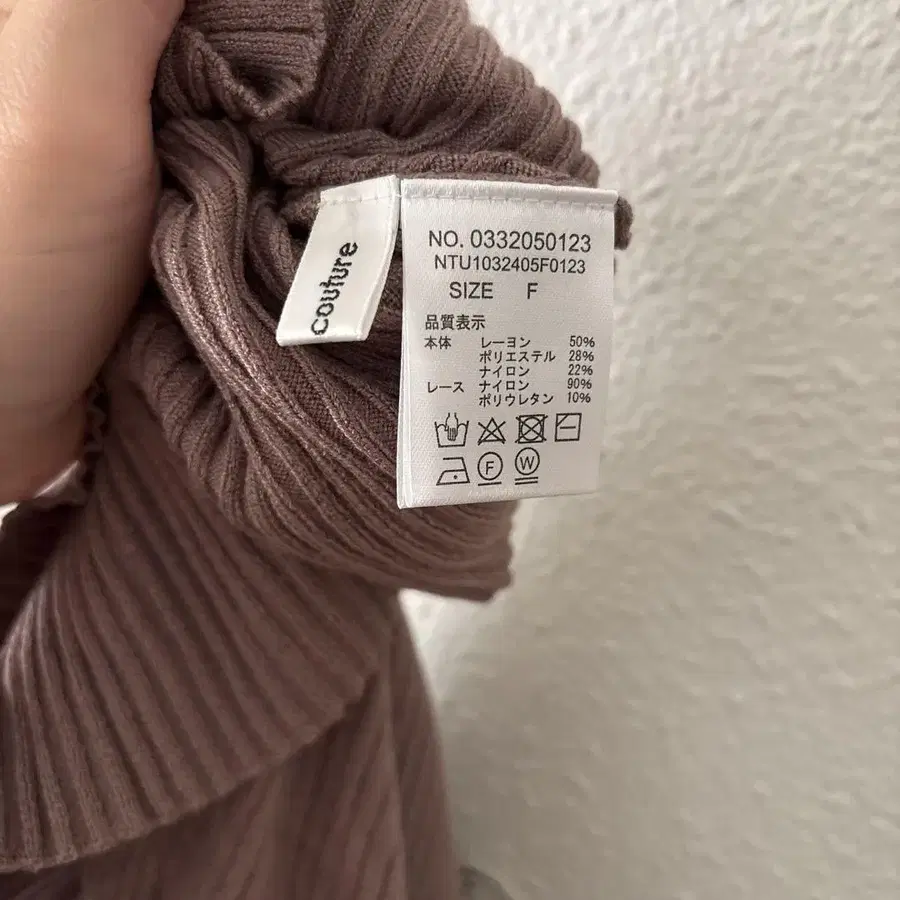 couture
NO. 0332050123
NTU1032405F0123
SIZE F
品質表示
本体 レーヨン 50%
ポリエステル 28%
ナイロン 22%
レース ナイロン 90%
ポリウレタン 10%
F W